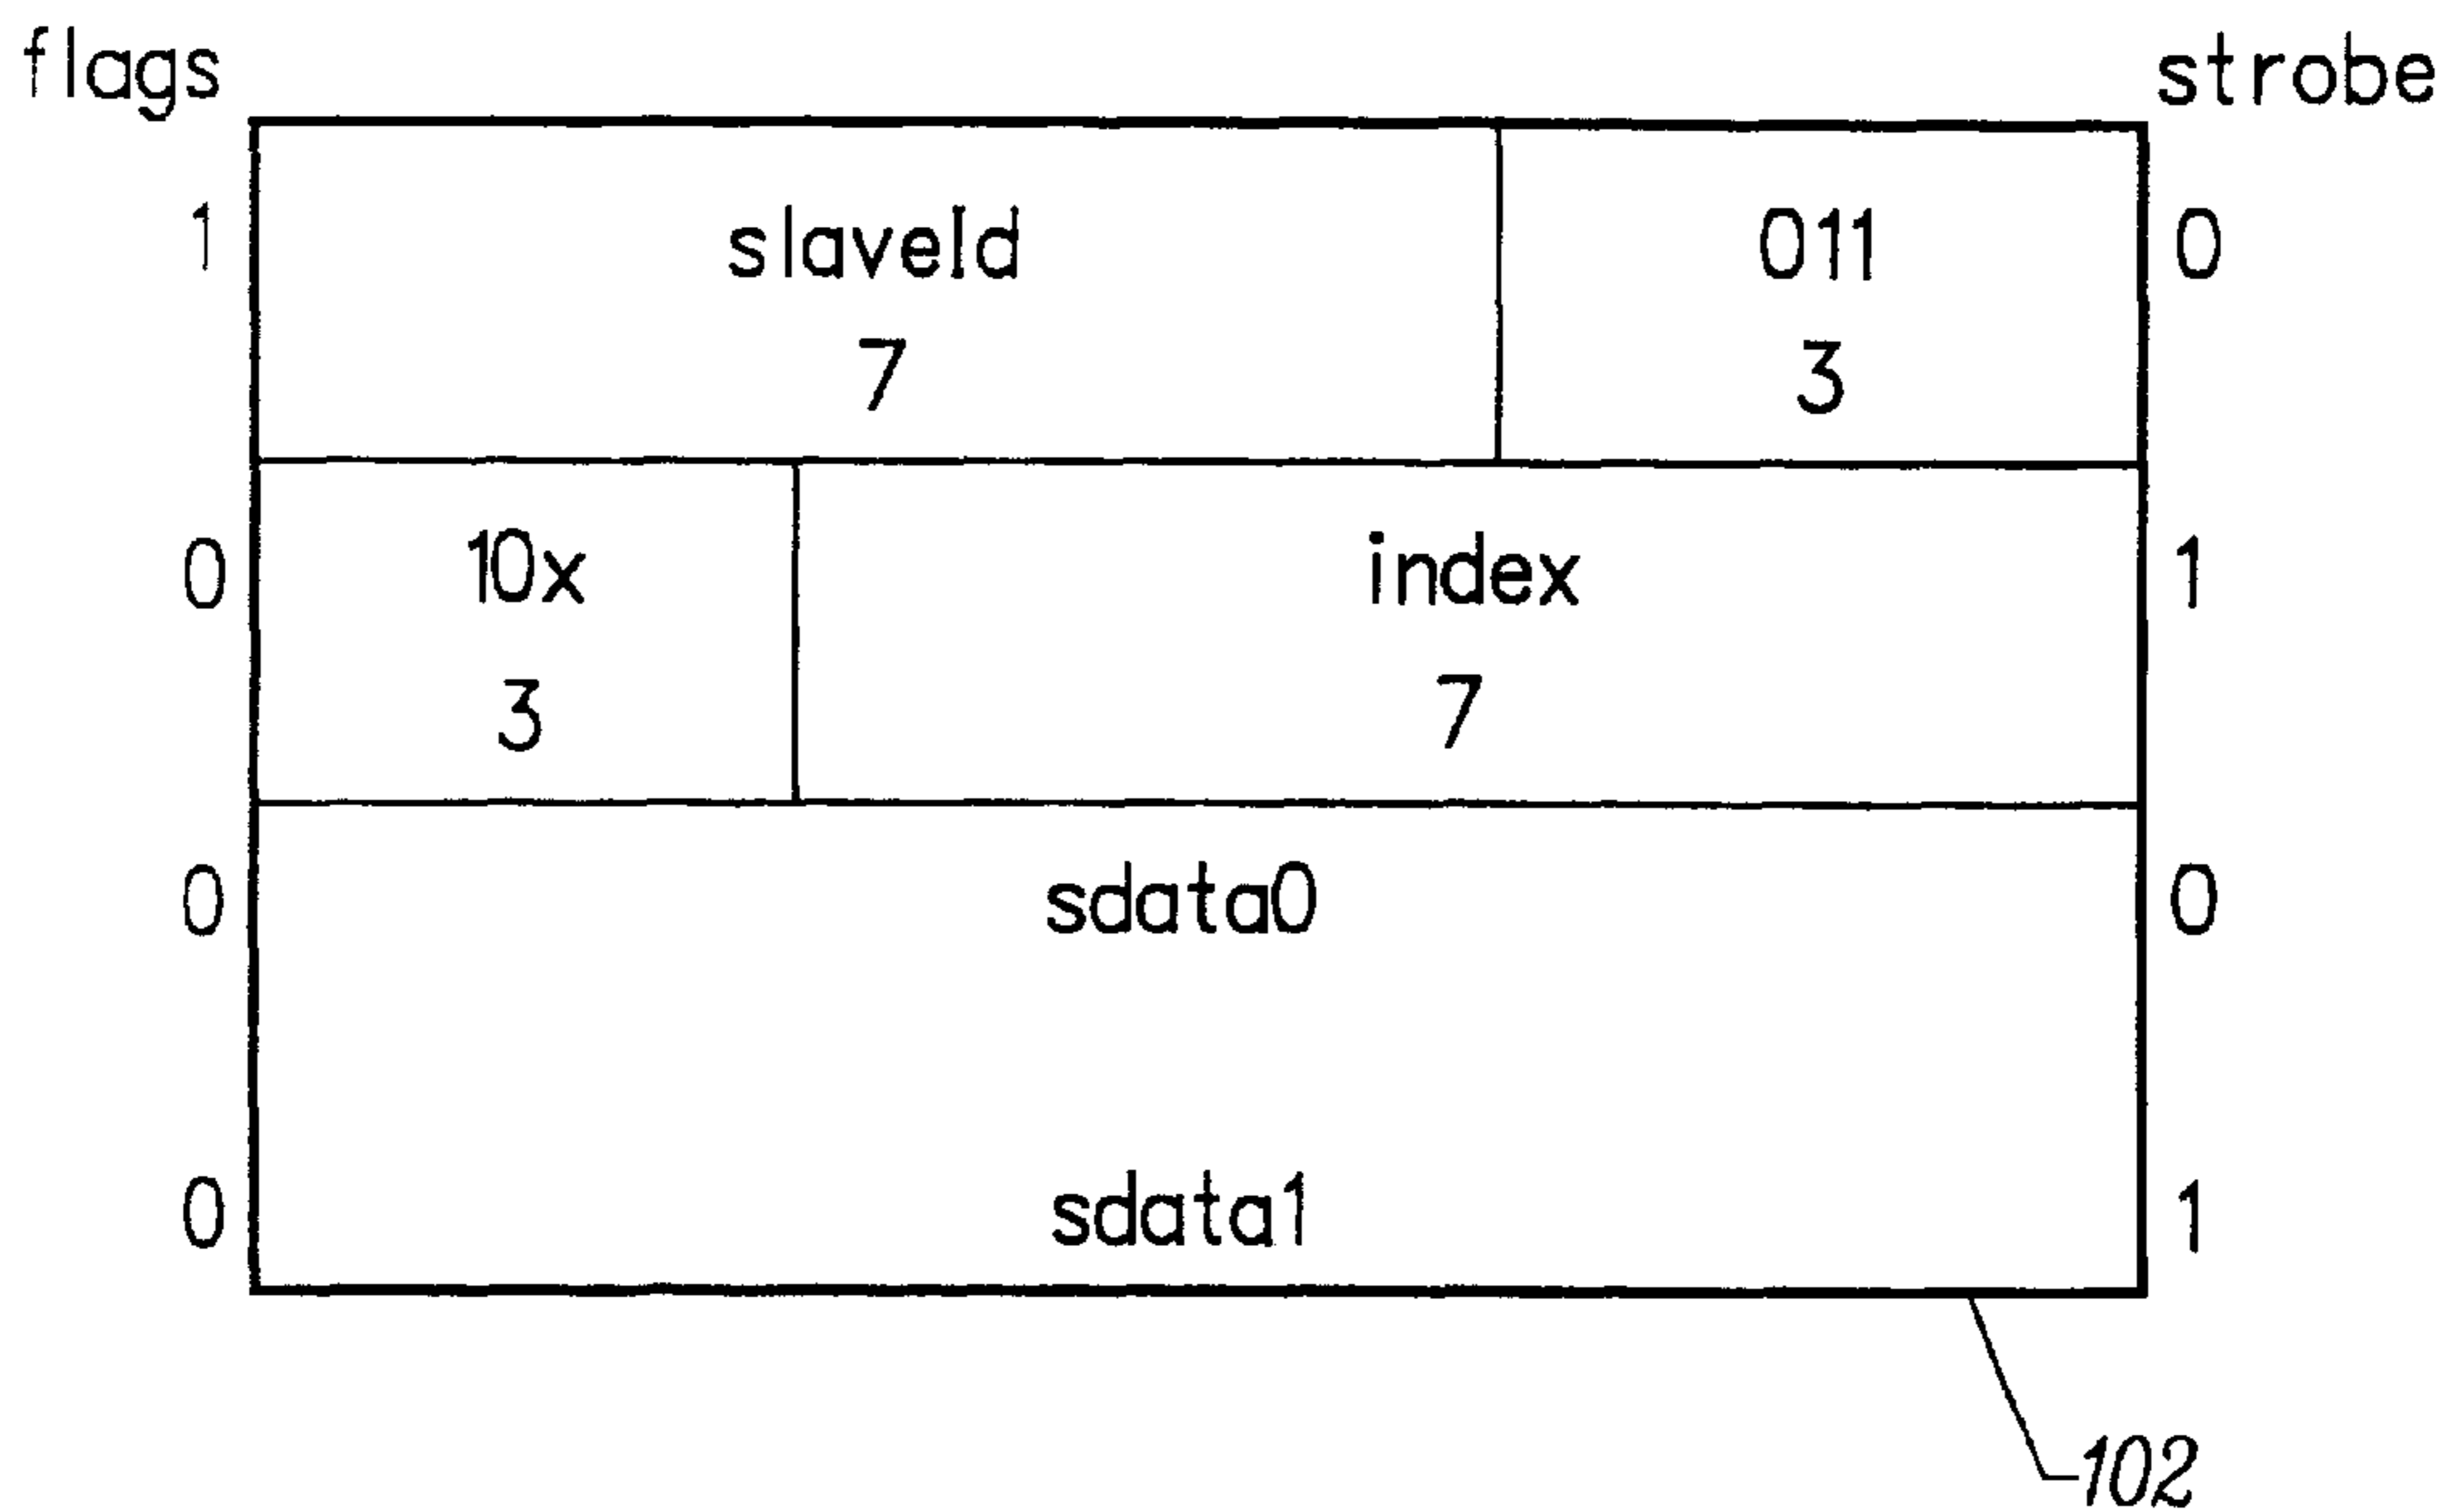 flags strobe
1 slaveId 011 0
7 3
0 10x index 1
3 7
0 sdata0 0
0 sdata1 1
102